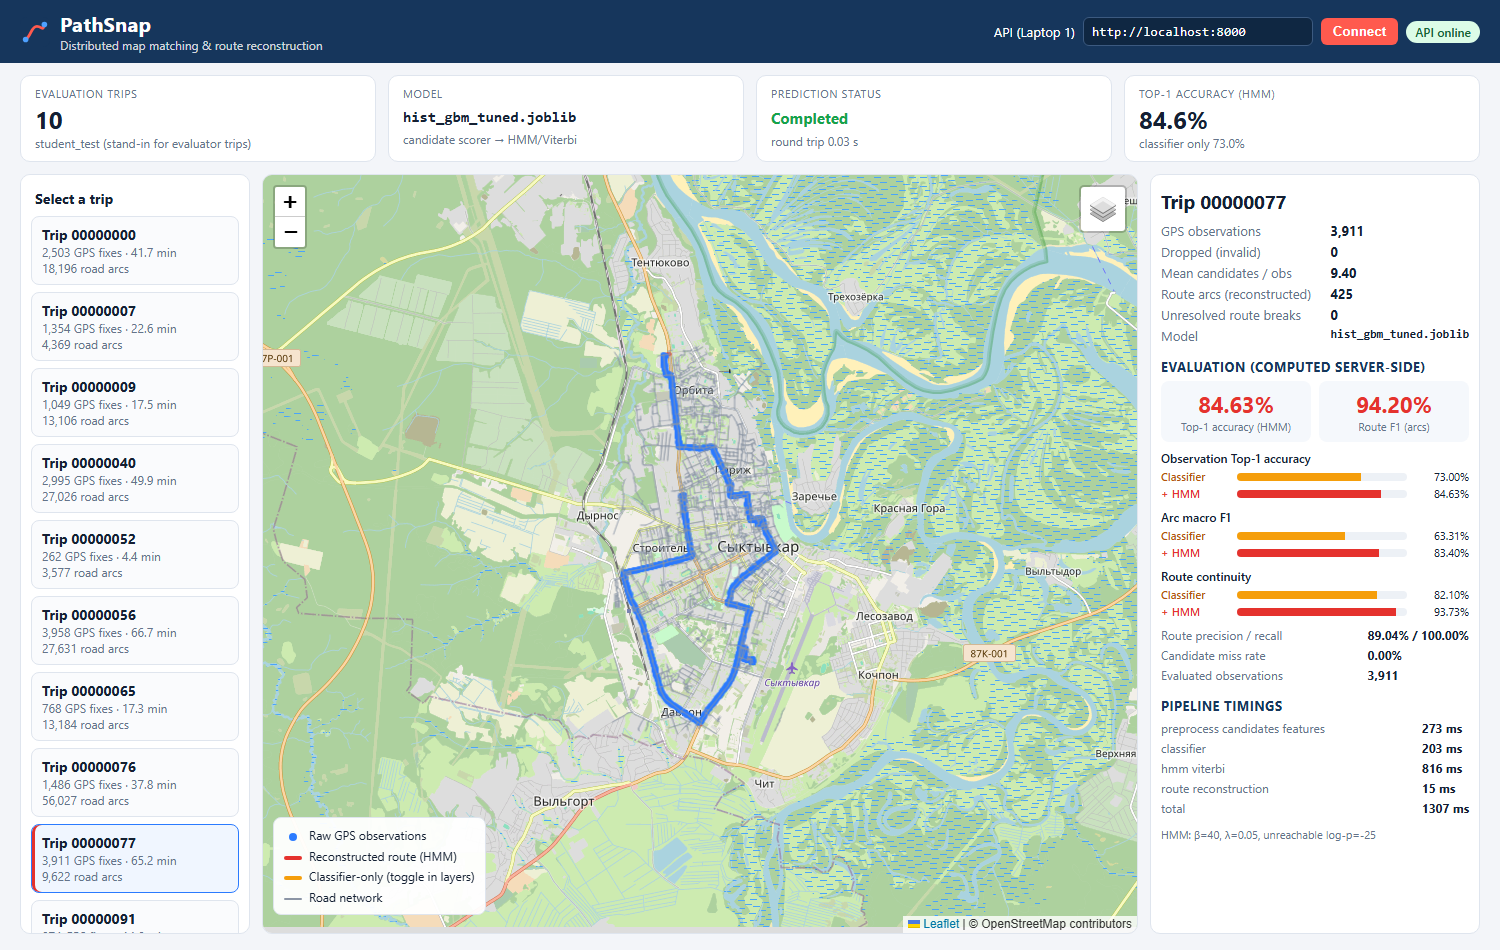 PathSnap
Distributed map matching & route reconstruction
API (Laptop 1)
http://localhost:8000
Connect
API online
EVALUATION TRIPS
10
student_test (stand-in for evaluator trips)
MODEL
hist_gbm_tuned.joblib
candidate scorer → HMM/Viterbi
PREDICTION STATUS
Completed
round trip 0.03 s
TOP-1 ACCURACY (HMM)
84.6%
classifier only 73.0%
Select a trip
Trip 00000000
2,503 GPS fixes · 41.7 min
18,196 road arcs
Trip 00000007
1,354 GPS fixes · 22.6 min
4,369 road arcs
Trip 00000009
1,049 GPS fixes · 17.5 min
13,106 road arcs
Trip 00000040
2,995 GPS fixes · 49.9 min
27,026 road arcs
Trip 00000052
262 GPS fixes · 4.4 min
3,577 road arcs
Trip 00000056
3,958 GPS fixes · 66.7 min
27,631 road arcs
Trip 00000065
768 GPS fixes · 17.3 min
13,184 road arcs
Trip 00000076
1,486 GPS fixes · 37.8 min
56,027 road arcs
Trip 00000077
3,911 GPS fixes · 65.2 min
9,622 road arcs
Trip 00000091
+
−
Тентюково
Трехозёрка
7Р-001
Орбита
Заречье
Дырнос
Красная Гора
Строитель
Сыктывкар
Выльтыдор
Лесозавод
87К-001
Кочпон
Сыктывкар
Верхняя
Чит
Выльгорт
Raw GPS observations
Reconstructed route (HMM)
Classifier-only (toggle in layers)
Road network
Leaflet | © OpenStreetMap contributors
Trip 00000077
GPS observations 3,911
Dropped (invalid) 0
Mean candidates / obs 9.40
Route arcs (reconstructed) 425
Unresolved route breaks 0
Model hist_gbm_tuned.joblib
EVALUATION (COMPUTED SERVER-SIDE)
84.63%
Top-1 accuracy (HMM)
94.20%
Route F1 (arcs)
Observation Top-1 accuracy
Classifier 73.00%
+ HMM 84.63%
Arc macro F1
Classifier 63.31%
+ HMM 83.40%
Route continuity
Classifier 82.10%
+ HMM 93.73%
Route precision / recall 89.04% / 100.00%
Candidate miss rate 0.00%
Evaluated observations 3,911
PIPELINE TIMINGS
preprocess candidates features 273 ms
classifier 203 ms
hmm viterbi 816 ms
route reconstruction 15 ms
total 1307 ms
HMM: β=40, λ=0.05, unreachable log-p=-25